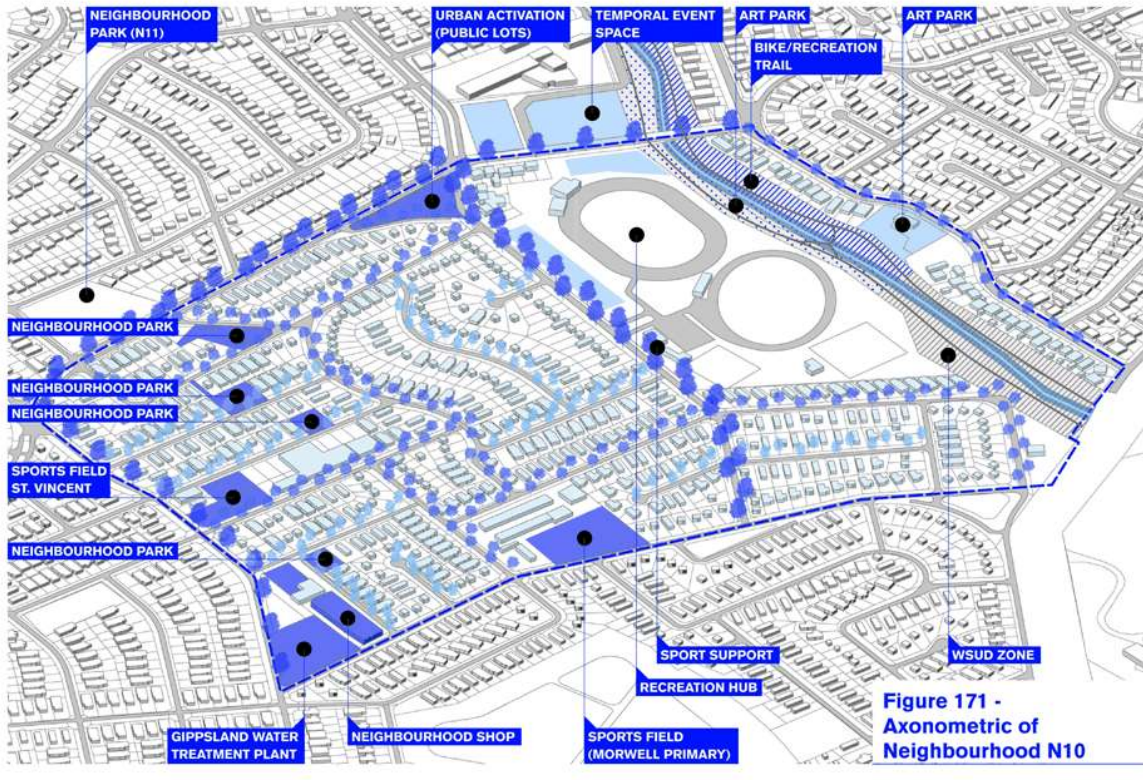 NEIGHBOURHOOD
PARK (N11)
URBAN ACTIVATION
(PUBLIC LOTS)
TEMPORAL EVENT
SPACE
ART PARK
BIKE/RECREATION
TRAIL
ART PARK
NEIGHBOURHOOD PARK
NEIGHBOURHOOD PARK
NEIGHBOURHOOD PARK
SPORTS FIELD
ST. VINCENT
NEIGHBOURHOOD PARK
GIPPSLAND WATER
TREATMENT PLANT
NEIGHBOURHOOD SHOP
SPORTS FIELD
(MORWELL PRIMARY)
RECREATION HUB
SPORT SUPPORT
WSUD ZONE
Figure 171 -
Axonometric of
Neighbourhood N10